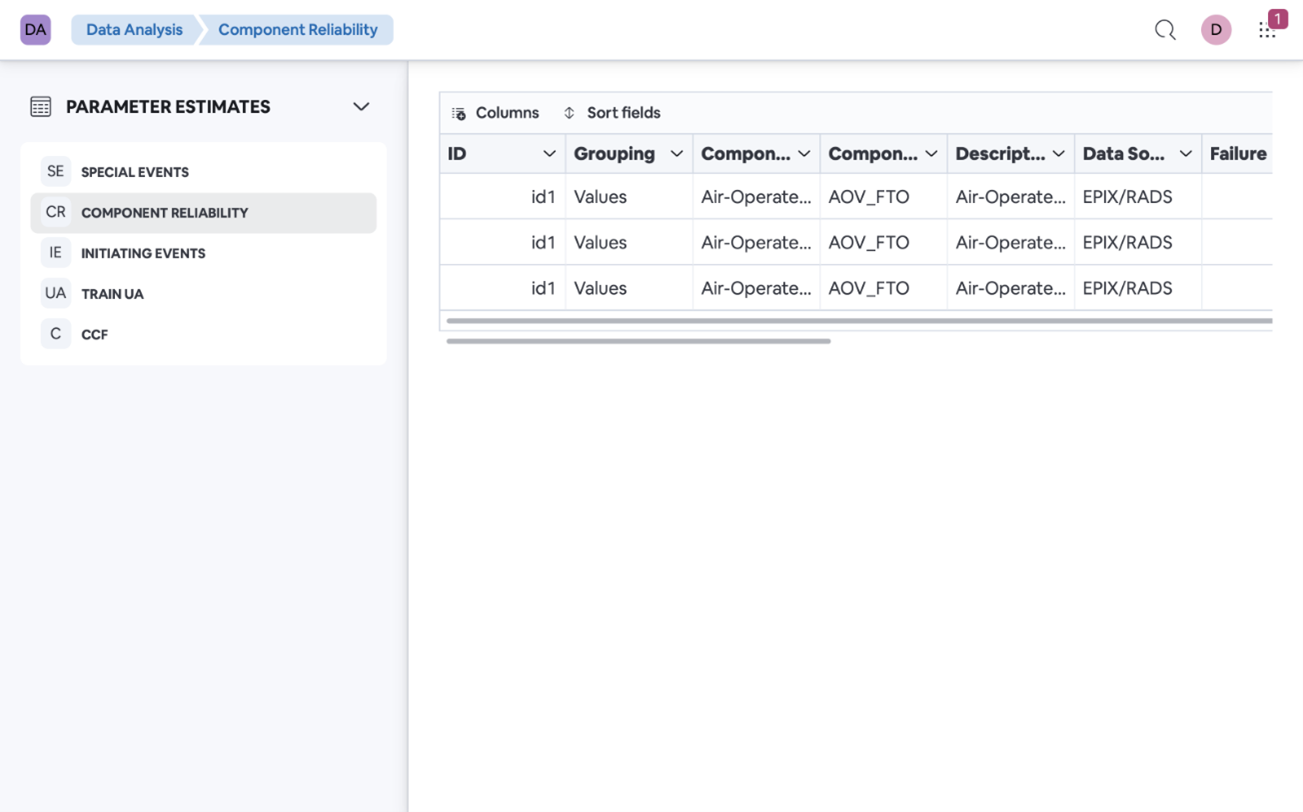 DA Data Analysis Component Reliability D 1
PARAMETER ESTIMATES
SE SPECIAL EVENTS
CR COMPONENT RELIABILITY
IE INITIATING EVENTS
UA TRAIN UA
C CCF
Columns Sort fields
ID Grouping Compon... Compon... Descript... Data So... Failure
id1 Values Air-Operate... AOV_FTO Air-Operate... EPIX/RADS
id1 Values Air-Operate... AOV_FTO Air-Operate... EPIX/RADS
id1 Values Air-Operate... AOV_FTO Air-Operate... EPIX/RADS